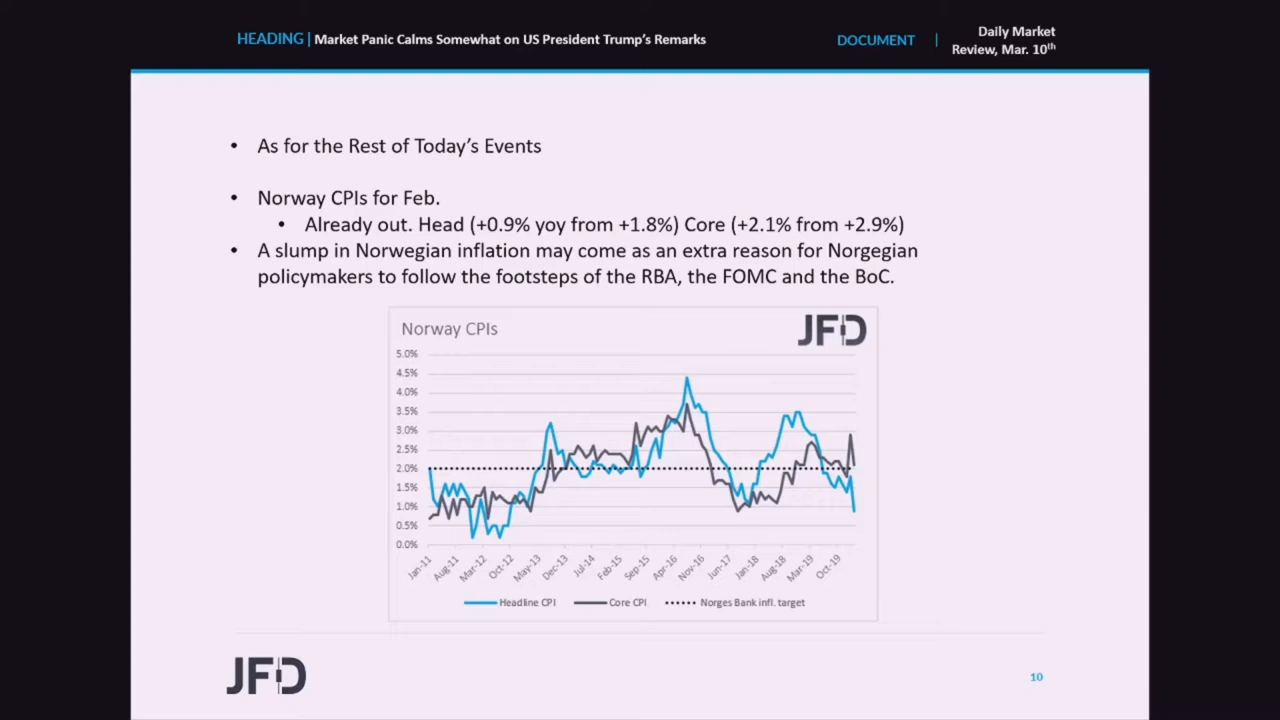 HEADING | Market Panic Calms Somewhat on US President Trump's Remarks
DOCUMENT | Daily Market
Review, Mar. 10th
• As for the Rest of Today's Events
• Norway CPIs for Feb.
• Already out. Head (+0.9% yoy from +1.8%) Core (+2.1% from +2.9%)
• A slump in Norwegian inflation may come as an extra reason for Norgegian
policymakers to follow the footsteps of the RBA, the FOMC and the BoC.
Norway CPIs
JFD
5.0%
4.5%
4.0%
3.5%
3.0%
2.5%
2.0%
1.5%
1.0%
0.5%
0.0%
Jan-11 Aug-11 Mar-12 Oct-12 May-13 Dec-13 Jul-14 Feb-15 Sep-15 Apr-16 Nov-16 Jun-17 Jan-18 Aug-18 Mar-19 Oct-19
Headline CPI Core CPI Norges Bank infl. target
JFD
10